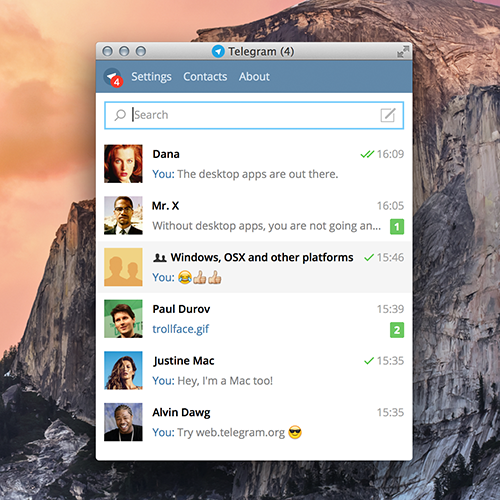 Telegram (4)
4 Settings Contacts About
Search
Dana 16:09
You: The desktop apps are out there.
Mr. X 16:05
Without desktop apps, you are not going an... 1
Windows, OSX and other platforms 15:46
You: 😂👍👍
Paul Durov 15:39
trollface.gif 2
Justine Mac 15:35
You: Hey, I'm a Mac too!
Alvin Dawg 15:35
You: Try web.telegram.org 😎